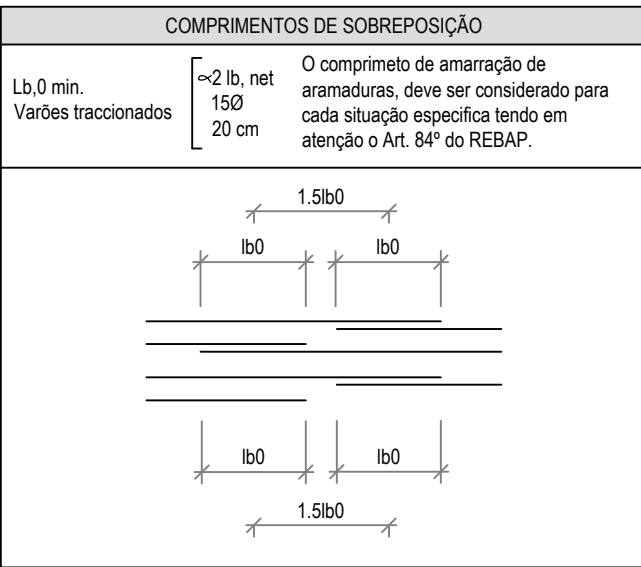 COMPRIMENTOS DE SOBREPOSIÇÃO
Lb,0 min.
Varões traccionados
∝2 lb, net
15Ø
20 cm
O comprimeto de amarração de
aramaduras, deve ser considerado para
cada situação especifica tendo em
atenção o Art. 84º do REBAP.
1.5lb0
lb0 lb0
lb0 lb0
1.5lb0